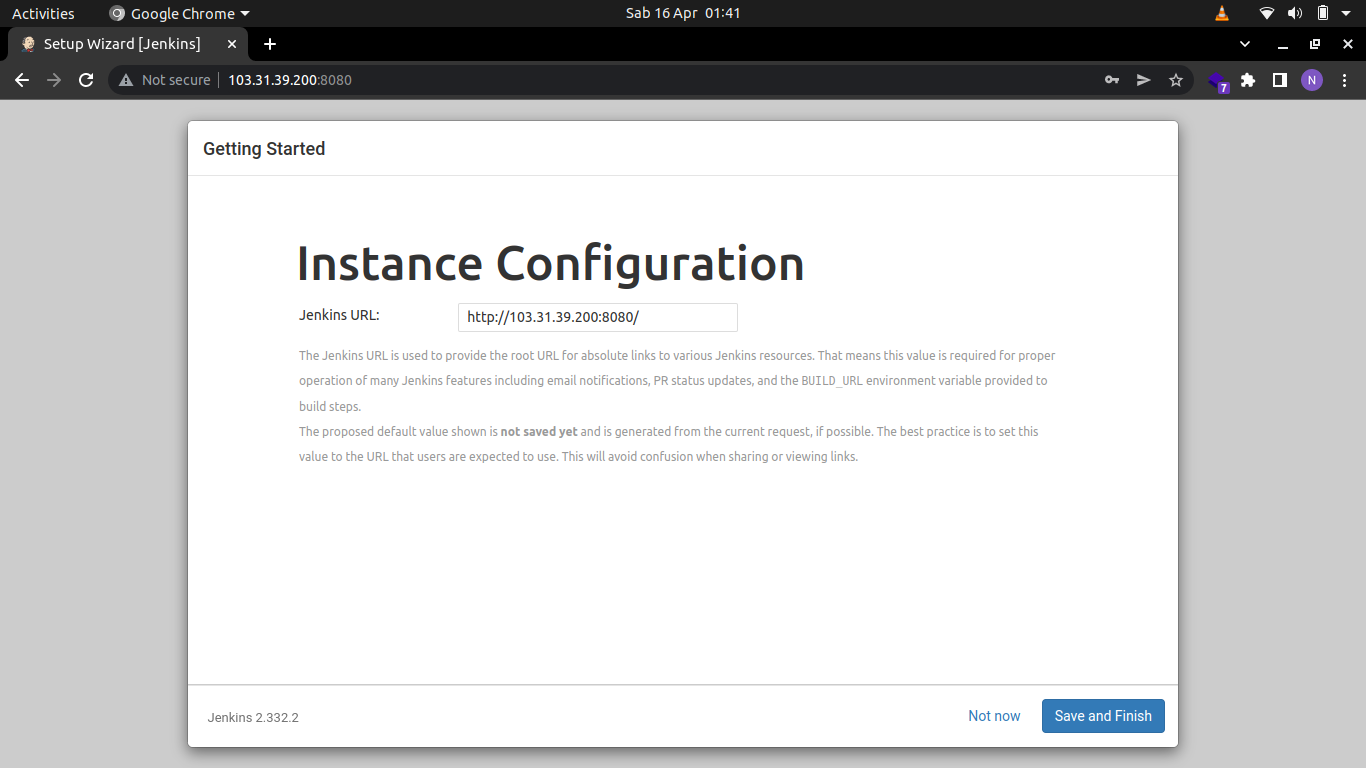 Activities
Google Chrome
Sab 16 Apr 01:41
Setup Wizard [Jenkins]
Not secure
103.31.39.200:8080
7
N
Getting Started
Instance Configuration
Jenkins URL:
http://103.31.39.200:8080/
The Jenkins URL is used to provide the root URL for absolute links to various Jenkins resources. That means this value is required for proper
operation of many Jenkins features including email notifications, PR status updates, and the BUILD_URL environment variable provided to
build steps.
The proposed default value shown is not saved yet and is generated from the current request, if possible. The best practice is to set this
value to the URL that users are expected to use. This will avoid confusion when sharing or viewing links.
Jenkins 2.332.2
Not now
Save and Finish